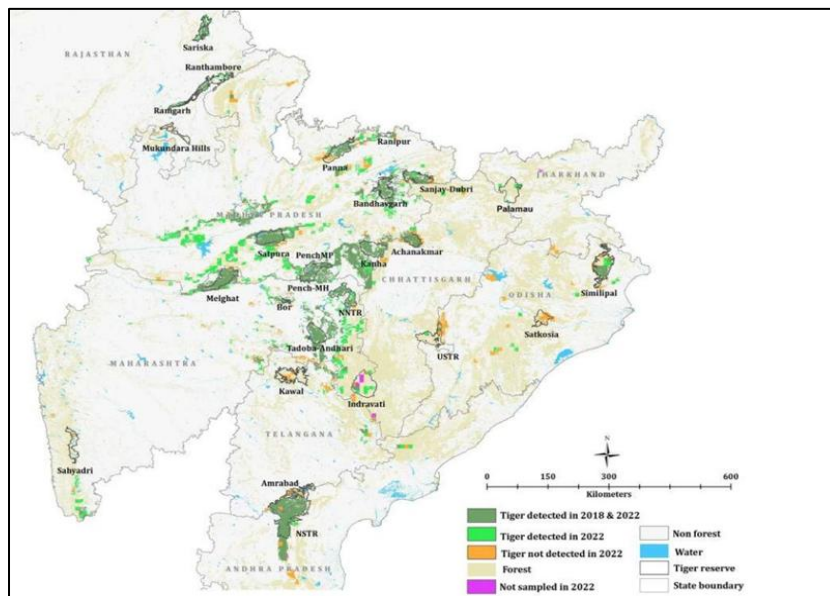 Sariska
RAJASTHAN
Ranthambore
Ramgarh
Mukundara Hills
Ranipur
Panna
JHARKHAND
Sanjay-Dubri
Bandhavgarh
Palamau
MADHYA PRADESH
Satpura
PenchMP
Achanakmar
Kanha
CHHATTISGARH
Pench-MH
Melghat
Similipal
ODISHA
Bor
NNTR
Satkosia
Tadoba-Andhari
USTR
MAHARASHTRA
Kawal
Indravati
TELANGANA
Sahyadri
N
0 300 600
Kilometers
Amrabad
NSTR
ANDHRA PRADESH
Tiger detected in 2018 & 2022
Tiger detected in 2022
Tiger not detected in 2022
Forest
Not sampled in 2022
Non forest
Water
Tiger reserve
State boundary